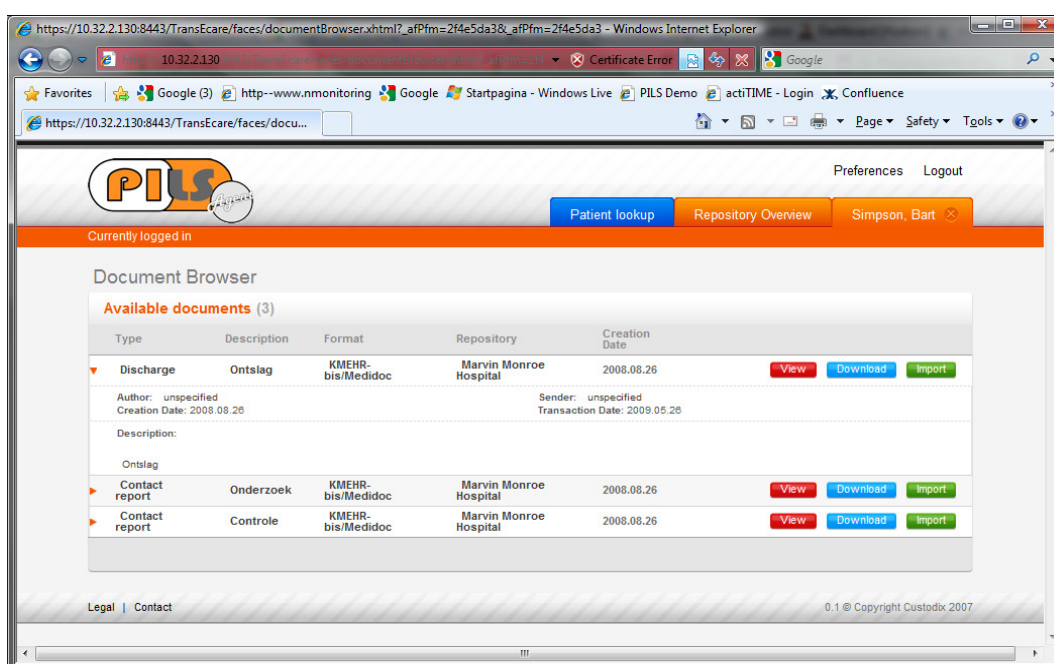 https://10.32.2.130:8443/TransEcare/faces/documentBrowser.xhtml?_afPfm=2f4e5da3&_afPfm=2f4e5da3 - Windows Internet Explorer
10.32.2.130 Certificate Error Google
Favorites Google (3) http--www.nmonitoring Google Startpagina - Windows Live PILS Demo actiTIME - Login Confluence
https://10.32.2.130:8443/TransEcare/faces/docu... Page Safety Tools
Preferences Logout
PILS
Agent
Patient lookup Repository Overview Simpson, Bart
Currently logged in
Document Browser
Available documents (3)
Type Description Format Repository Creation Date
Discharge Ontslag KMEHR-bis/Medidoc Marvin Monroe Hospital 2008.08.26 View Download Import
Author: unspecified Sender: unspecified
Creation Date: 2008.08.26 Transaction Date: 2009.05.26
Description:
Ontslag
Contact report Onderzoek KMEHR-bis/Medidoc Marvin Monroe Hospital 2008.08.26 View Download Import
Contact report Controle KMEHR-bis/Medidoc Marvin Monroe Hospital 2008.08.26 View Download Import
Legal | Contact 0.1 © Copyright Custodix 2007